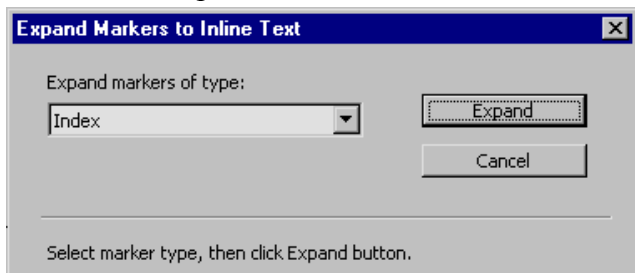 Expand Markers to Inline Text
Expand markers of type:
Index
Expand
Cancel
Select marker type, then click Expand button.